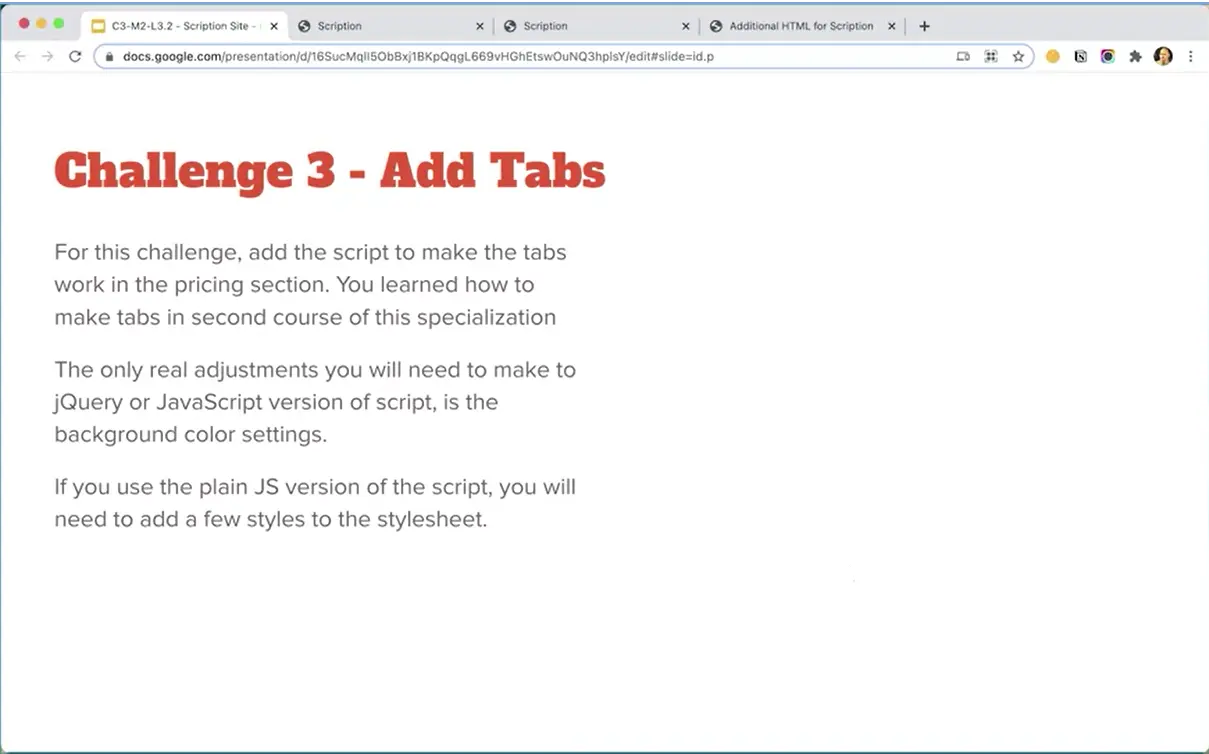 C3-M2-L3.2 - Scription Site -
Scription
Scription
Additional HTML for Scription
docs.google.com/presentation/d/16SucMqlI5ObBxj1BKpQqgL669vHGhEtswOuNQ3hplsY/edit#slide=id.p
Challenge 3 - Add Tabs
For this challenge, add the script to make the tabs
work in the pricing section. You learned how to
make tabs in second course of this specialization
The only real adjustments you will need to make to
jQuery or JavaScript version of script, is the
background color settings.
If you use the plain JS version of the script, you will
need to add a few styles to the stylesheet.